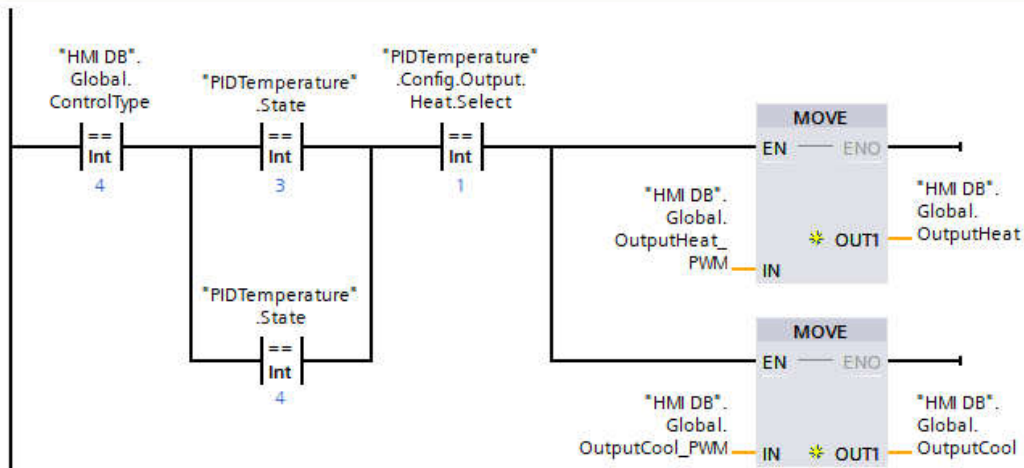 "HMI DB".
Global.
ControlType
==
Int
4
"PIDTemperature"
.State
==
Int
3
"PIDTemperature"
.State
==
Int
4
"PIDTemperature"
.Config.Output.
Heat.Select
==
Int
1
MOVE
EN ENO
"HMI DB".
Global.
OutputHeat_
PWM
IN
OUT1
"HMI DB".
Global.
OutputHeat
MOVE
EN ENO
"HMI DB".
Global.
OutputCool_PWM
IN
OUT1
"HMI DB".
Global.
OutputCool